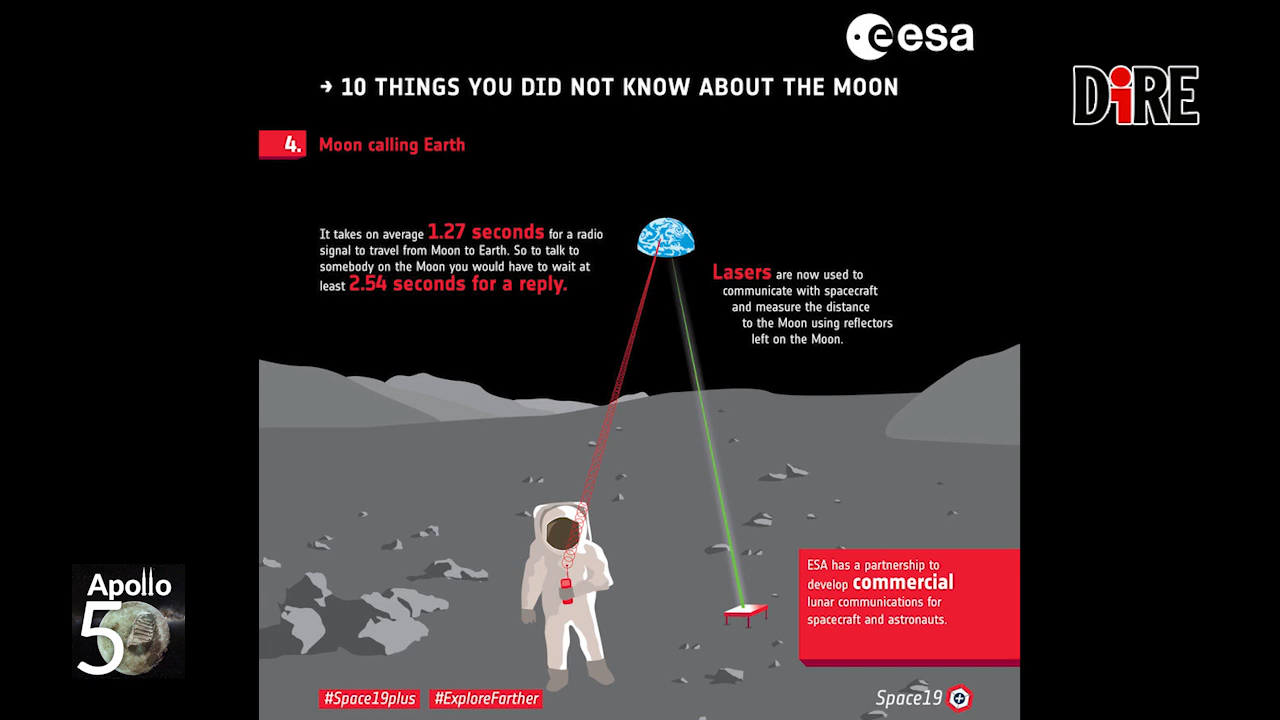 esa
→ 10 THINGS YOU DID NOT KNOW ABOUT THE MOON
DiRE
4. Moon calling Earth
It takes on average 1.27 seconds for a radio
signal to travel from Moon to Earth. So to talk to
somebody on the Moon you would have to wait at
least 2.54 seconds for a reply.
Lasers are now used to
communicate with spacecraft
and measure the distance
to the Moon using reflectors
left on the Moon.
ESA has a partnership to
develop commercial
lunar communications for
spacecraft and astronauts.
Apollo
50
#Space19plus #ExploreFarther
Space19